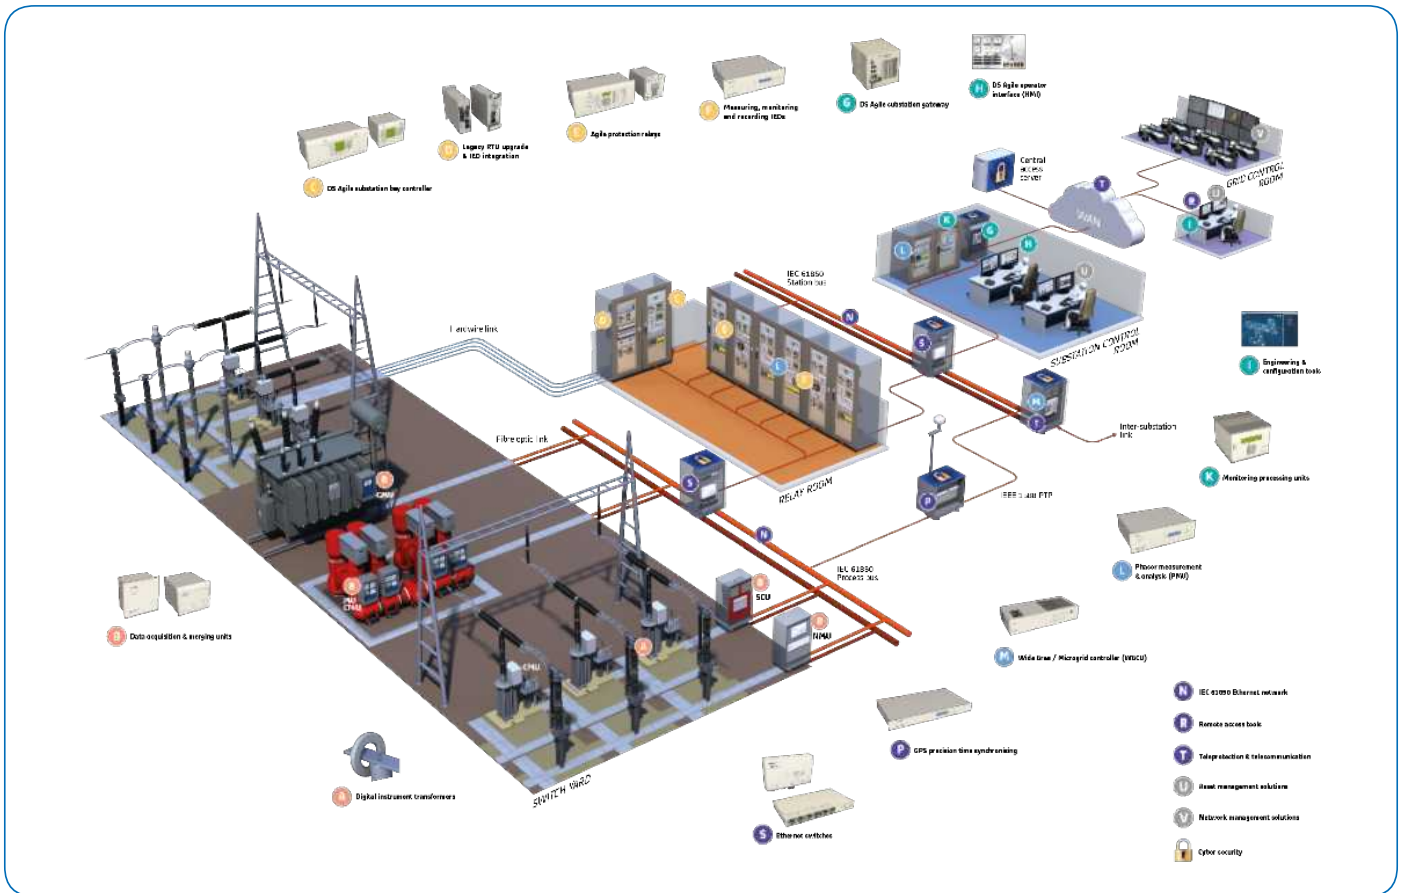 H
DS Agile operator
interface (HMI)
G
DS Agile substation gateway
F
Measuring, monitoring
and recording IEDs
E
Agile protection relays
D
Legacy RTU upgrade
& IED integration
C
DS Agile substation bay controller
V
GRID CONTROL
ROOM
Central
access
server
T
WAN
R
U
I
K
G
L
H
U
SUBSTATION CONTROL
ROOM
IEC 61850
Station bus
N
S
M
T
Inter-substation
link
I
Engineering &
configuration tools
Hardwire link
C
L
RELAY ROOM
Fibre optic link
S
P
IEEE 1588 PTP
K
Monitoring processing units
N
IEC 61850
Process bus
B
CMU
B
B
SCU
B
NMU
A
CMU
SWITCH YARD
B
Data acquisition & merging units
L
Phasor measurement
& analysis (PMU)
M
Wide area / Microgrid controller (WACU)
P
GPS precision time synchronising
A
Digital instrument transformers
S
Ethernet switches
N
IEC 61850 Ethernet network
R
Remote access tools
T
Teleprotection & telecommunication
U
Asset management solutions
V
Network management solutions
Cyber security